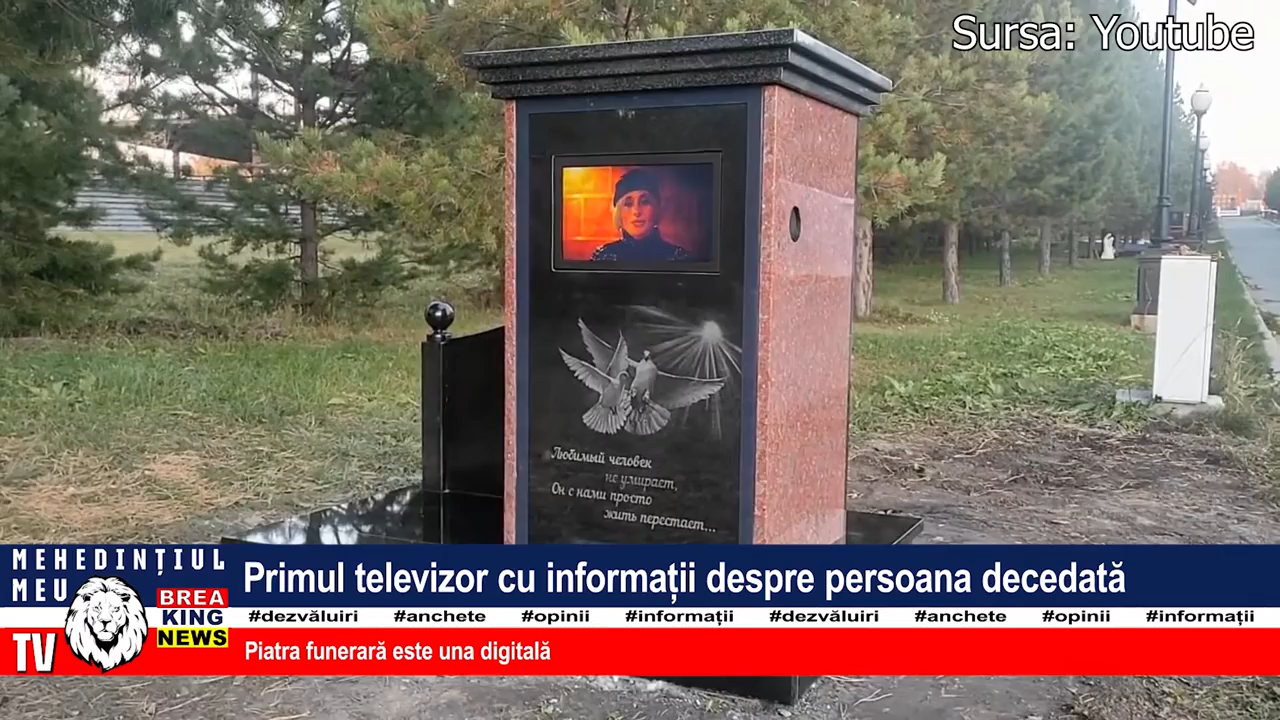 Sursa: Youtube
Любимый человек
не умирает,
Он с нами просто
жить перестает...
MEHEDINȚIUL
MEU
TV
BREA
KING
NEWS
Primul televizor cu informații despre persoana decedată
#dezvăluiri #anchete #opinii #informații #dezvăluiri #anchete #opinii #informații
Piatra funerară este una digitală